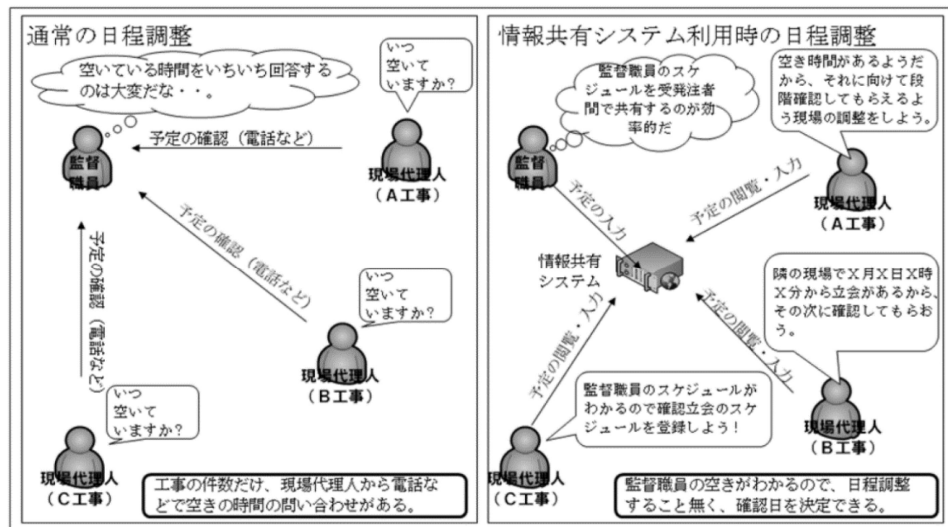 通常の日程調整
空いている時間をいちいち回答する
のは大変だな・・。
いつ
空いて
いますか?
監督
職員
予定の確認（電話など）
現場代理人
（A工事）
予定の確認（電話など）
予定の確認（電話など）
いつ
空いて
いますか?
現場代理人
（B工事）
いつ
空いて
いますか?
現場代理人
（C工事）
工事の件数だけ、現場代理人から電話な
どで空きの時間の問い合わせがある。
情報共有システム利用時の日程調整
監督職員のスケ
ジュールを受発注者
間で共有するのが効
率的だ
空き時間があるようだ
から、それに向けて段
階確認してもらえるよ
う現場の調整をしよう。
監督
職員
予定の入力
予定の閲覧・入力
現場代理人
（A工事）
情報共有
システム
隣の現場でX月X日X時
X分から立会があるから、
その次に確認してもらお
う。
予定の閲覧・入力
予定の閲覧・入力
監督職員のスケジュールが
わかるので確認立会のスケ
ジュールを登録しよう！
現場代理人
（B工事）
現場代理人
（C工事）
監督職員の空きがわかるので、日程調整
すること無く、確認日を決定できる。